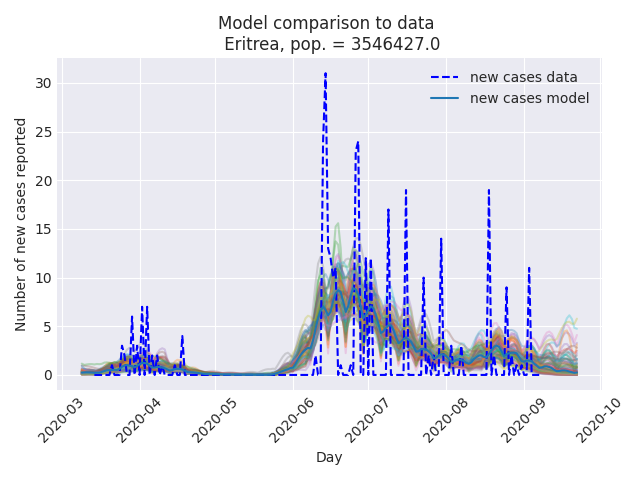 Model comparison to data
Eritrea, pop. = 3546427.0
new cases data
new cases model
Number of new cases reported
30
25
20
15
10
5
0
2020-03
2020-04
2020-05
2020-06
2020-07
2020-08
2020-09
2020-10
Day